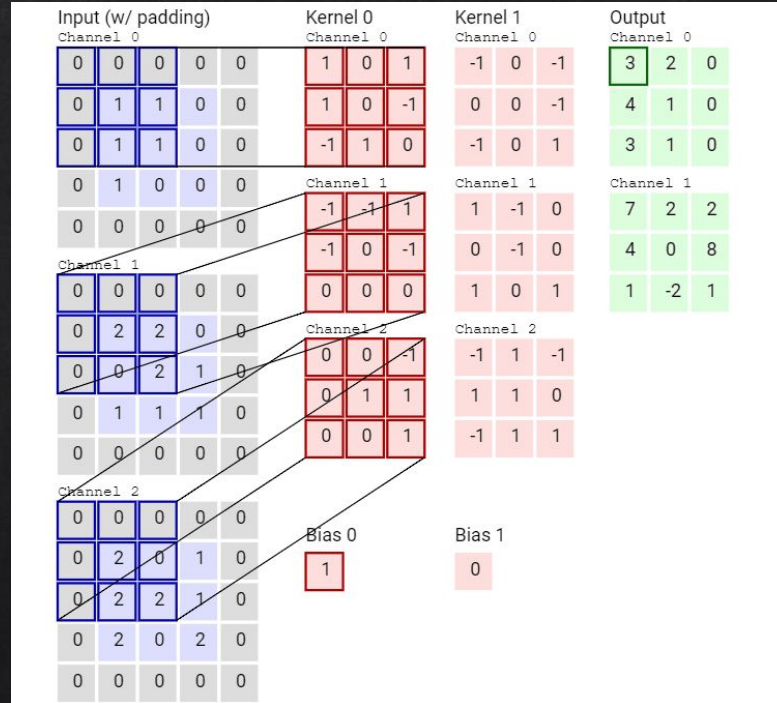 Input (w/ padding)
Channel 0
0 0 0 0 0
0 1 1 0 0
0 1 1 0 0
0 1 0 0 0
0 0 0 0 0
Channel 1
0 0 0 0 0
0 2 2 0 0
0 0 2 1 0
0 1 1 1 0
0 0 0 0 0
Channel 2
0 0 0 0 0
0 2 0 1 0
0 2 2 1 0
0 2 0 2 0
0 0 0 0 0
Kernel 0
Channel 0
1 0 1
1 0 -1
-1 1 0
Channel 1
-1 -1 1
-1 0 -1
0 0 0
Channel 2
0 0 -1
0 1 1
0 0 1
Bias 0
1
Kernel 1
Channel 0
-1 0 -1
0 0 -1
-1 0 1
Channel 1
1 -1 0
0 -1 0
1 0 1
Channel 2
-1 1 -1
1 1 0
-1 1 1
Bias 1
0
Output
Channel 0
3 2 0
4 1 0
3 1 0
Channel 1
7 2 2
4 0 8
1 -2 1